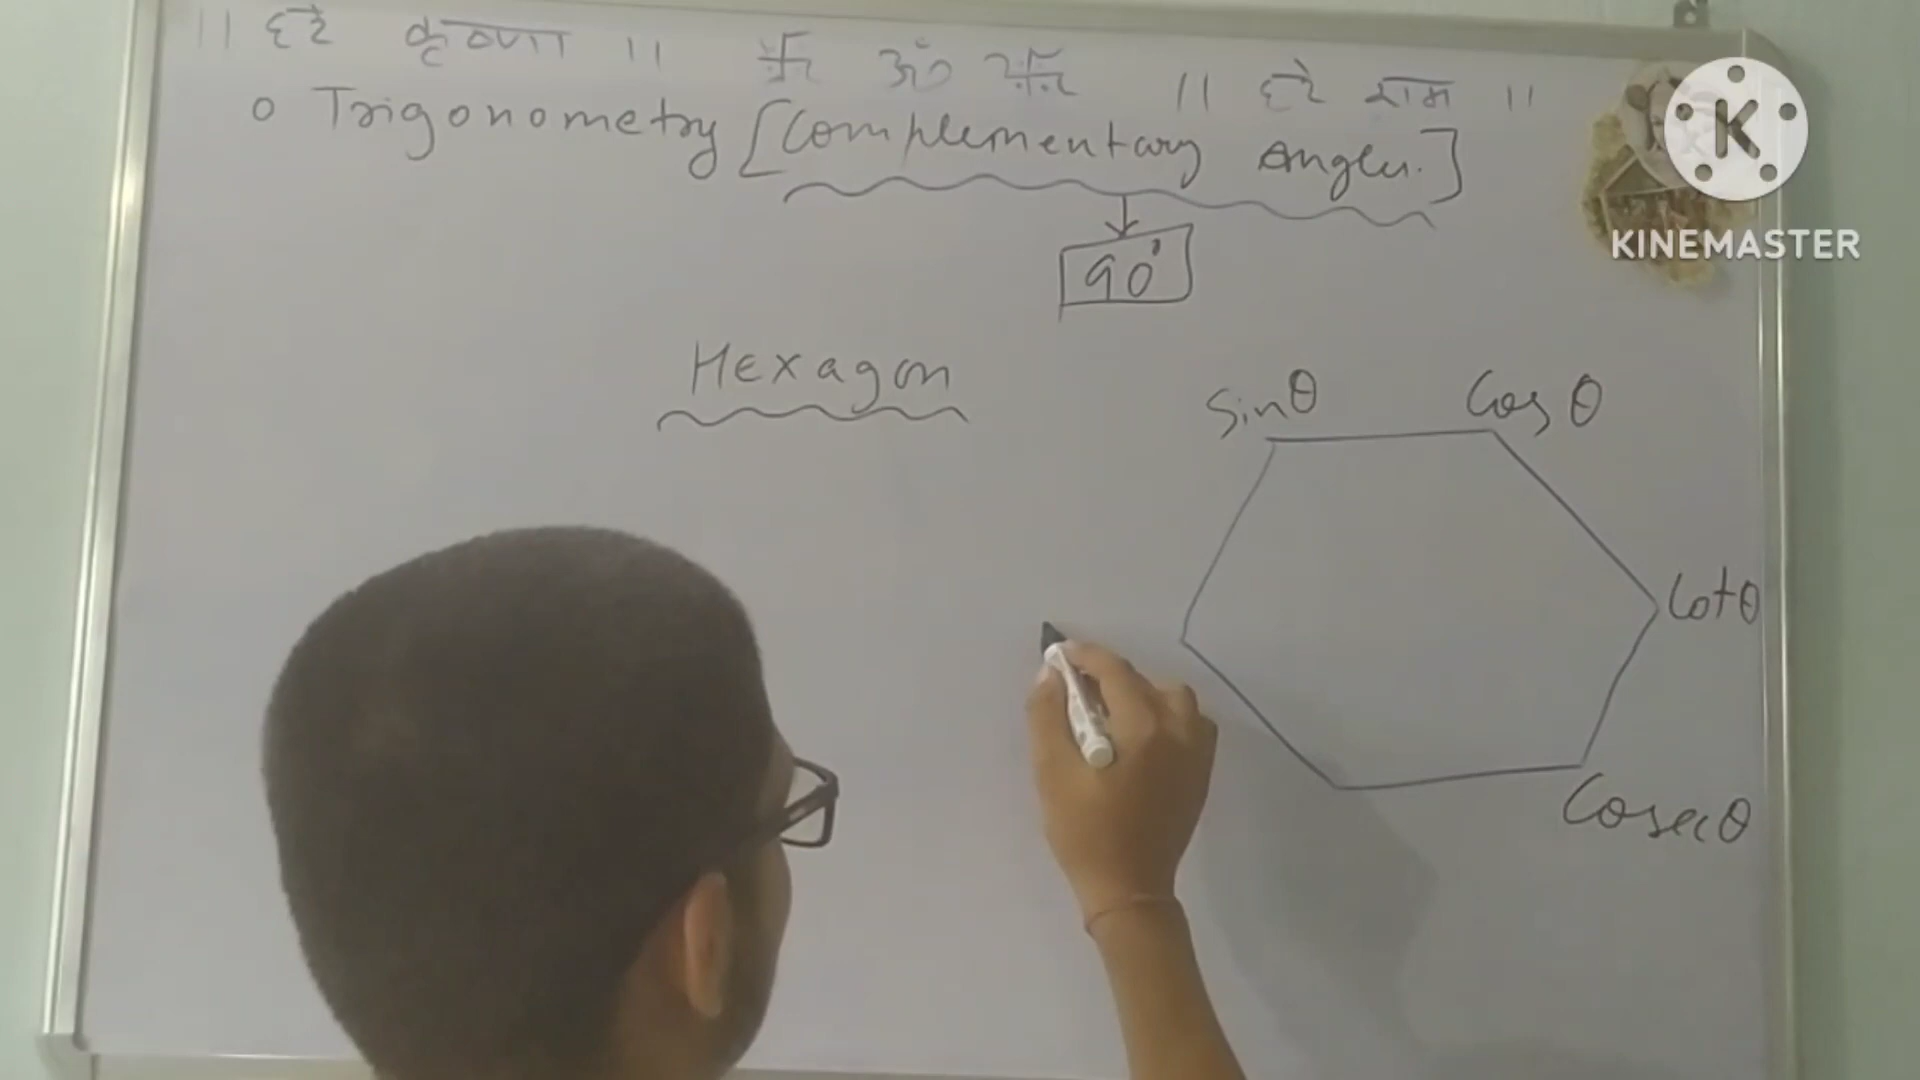 || हरे कृष्णा || 卐 ॐ 卐 || हरे राम ||
o Trigonometry [Complementary Angles.]
90°
Hexagon
Sinθ
Cosθ
Cotθ
Cosecθ
K
KINEMASTER